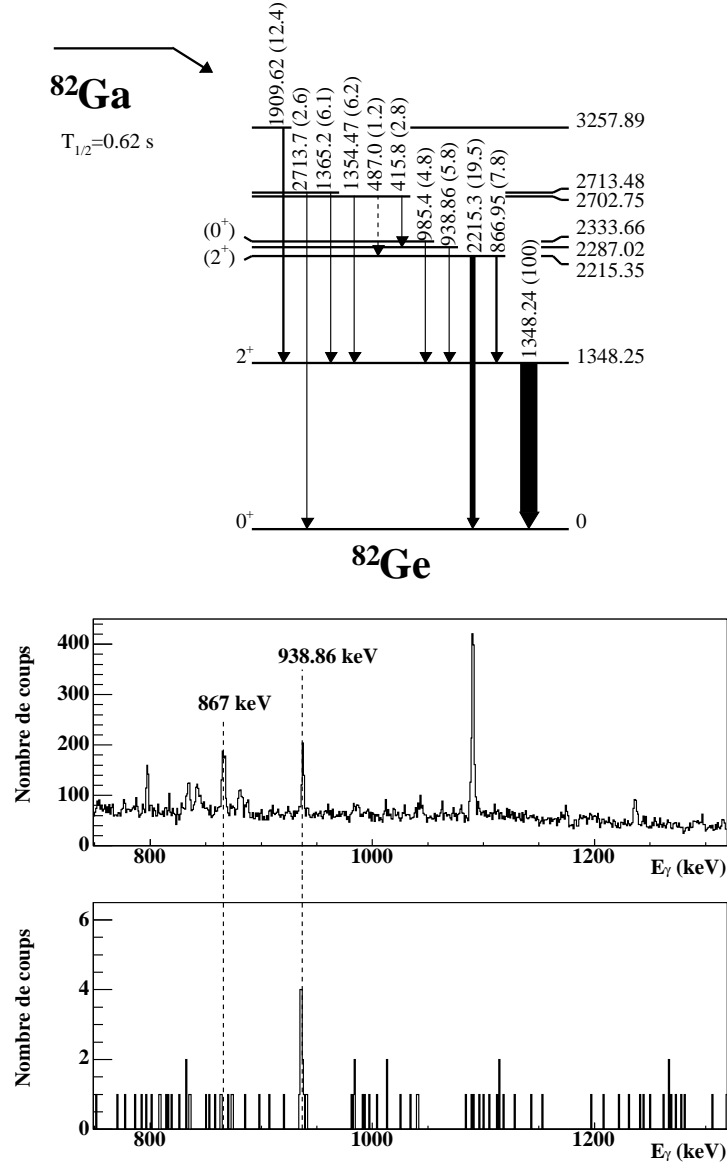 ⁸²Ga
T₁/₂=0.62 s
1909.62 (12.4)
2713.7 (2.6)
1365.2 (6.1)
1354.47 (6.2)
487.0 (1.2)
415.8 (2.8)
985.4 (4.8)
938.86 (5.8)
2215.3 (19.5)
866.95 (7.8)
1348.24 (100)
3257.89
2713.48
2702.75
(0⁺) 2333.66
2287.02
(2⁺) 2215.35
2⁺ 1348.25
0⁺ 0
⁸²Ge
Nombre de coups
400
300
200
100
0
867 keV
938.86 keV
800 1000 1200
Eγ (keV)
Nombre de coups
6
4
2
0
800 1000 1200
Eγ (keV)